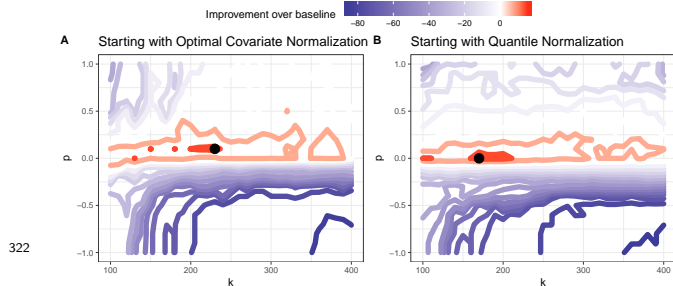 Improvement over baseline
−80 −60 −40 −20 0
A Starting with Optimal Covariate Normalization
B Starting with Quantile Normalization
1.0
0.5
0.0
−0.5
−1.0
p
100 200 300 400
k
1.0
0.5
0.0
−0.5
−1.0
p
100 200 300 400
k
322